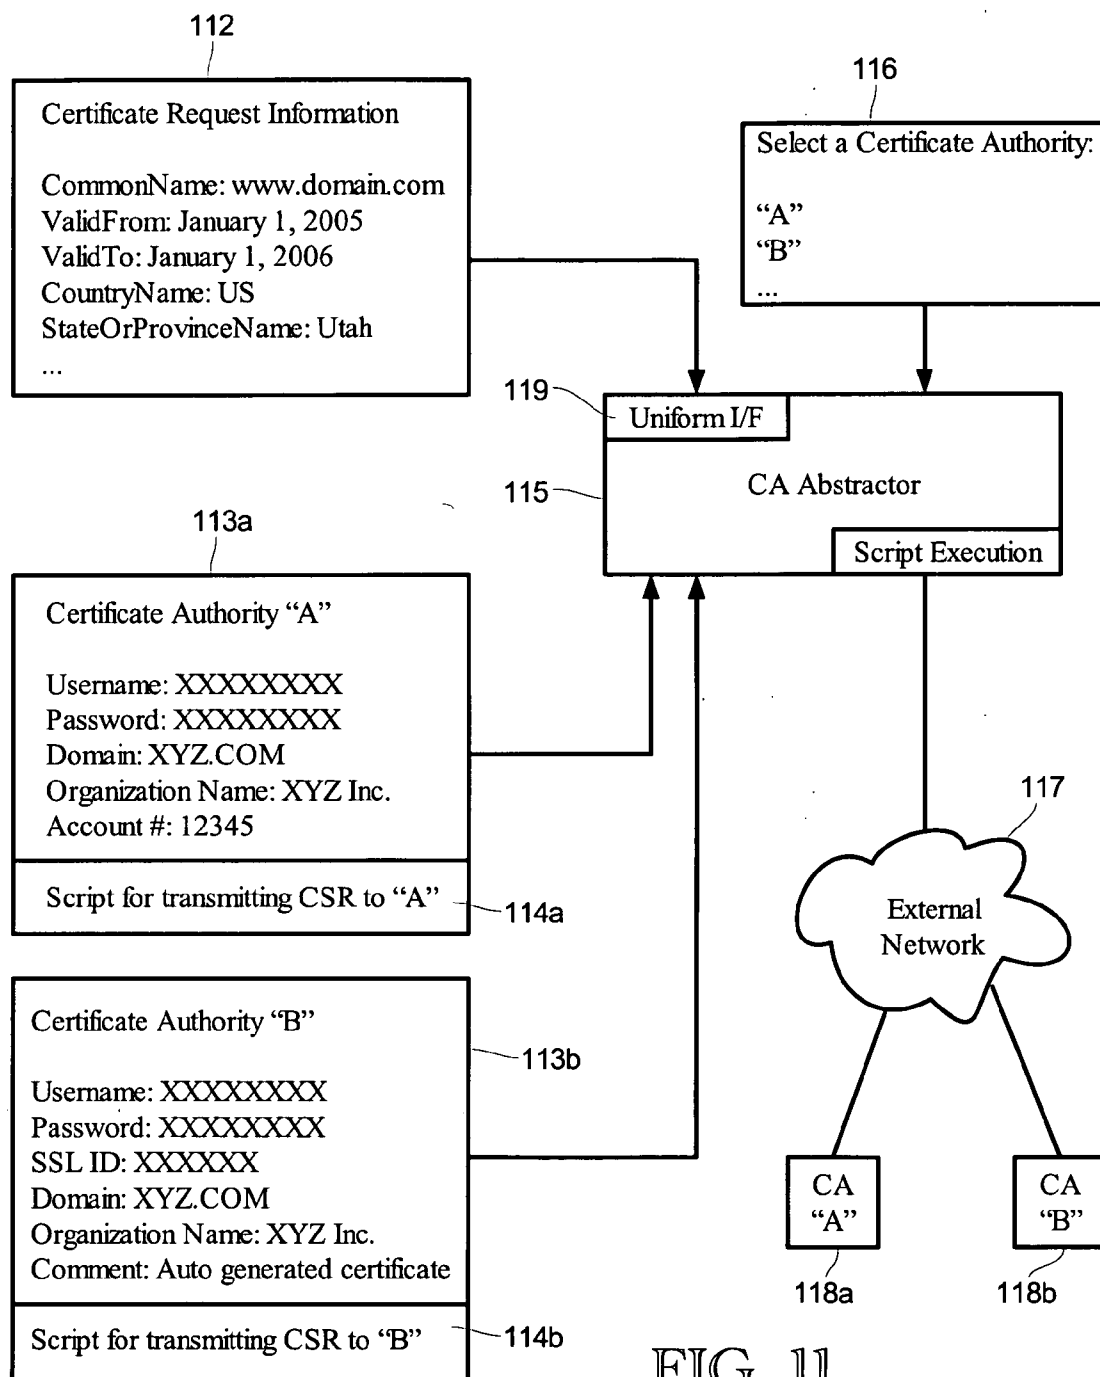 112
Certificate Request Information
CommonName: www.domain.com
ValidFrom: January 1, 2005
ValidTo: January 1, 2006
CountryName: US
StateOrProvinceName: Utah
...
116
Select a Certificate Authority:
“A”
“B”
...
119
Uniform I/F
115
CA Abstractor
Script Execution
113a
Certificate Authority “A”
Username: XXXXXXXX
Password: XXXXXXXX
Domain: XYZ.COM
Organization Name: XYZ Inc.
Account #: 12345
Script for transmitting CSR to “A”
114a
117
External
Network
Certificate Authority “B”
113b
Username: XXXXXXXX
Password: XXXXXXXX
SSL ID: XXXXXX
Domain: XYZ.COM
Organization Name: XYZ Inc.
Comment: Auto generated certificate
Script for transmitting CSR to “B”
114b
CA
“A”
118a
CA
“B”
118b
FIG. 11